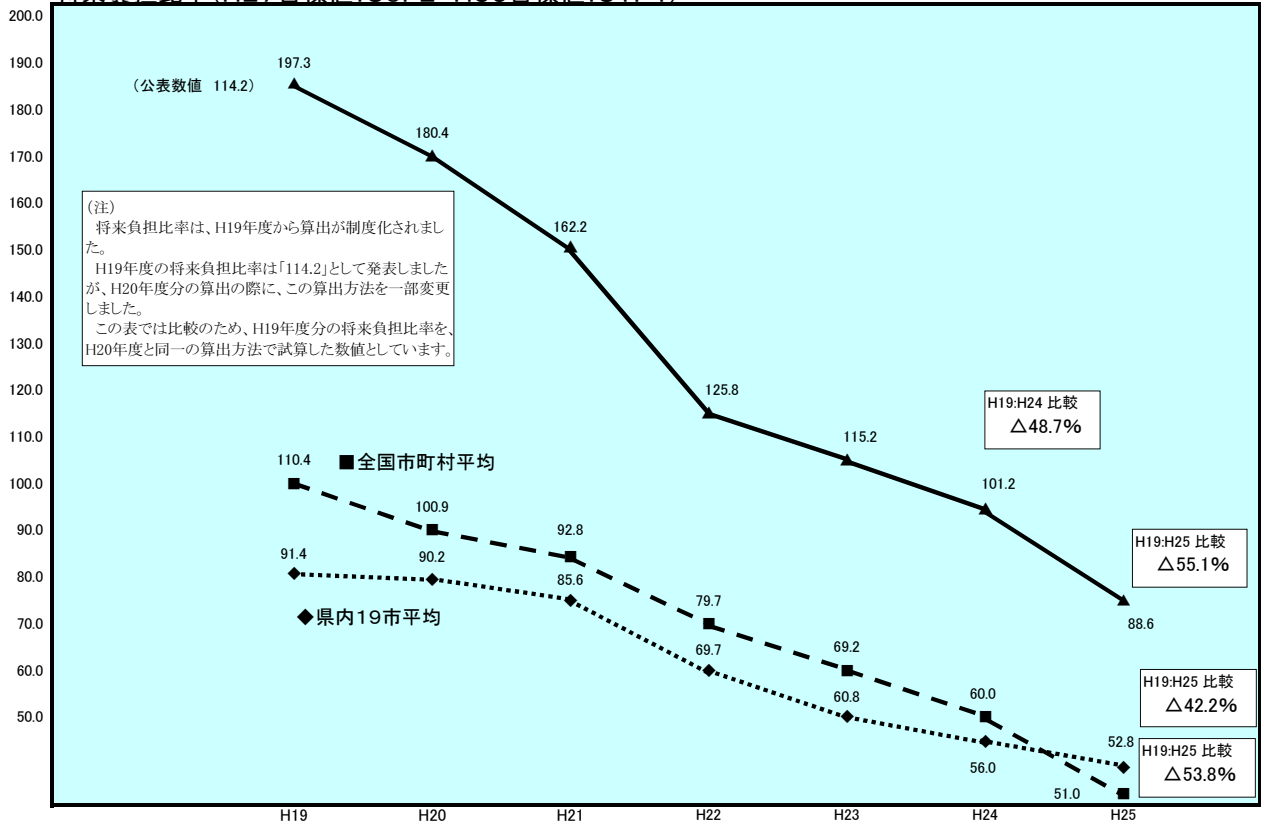 200.0
190.0
180.0
170.0
160.0
150.0
140.0
130.0
120.0
110.0
100.0
90.0
80.0
70.0
60.0
50.0
(公表数値 114.2)
197.3
180.4
162.2
125.8
115.2
101.2
88.6
(注)
将来負担比率は、H19年度から算出が制度化されまし
た。
H19年度の将来負担比率は「114.2」として発表しました
が、H20年度分の算出の際に、この算出方法を一部変更
しました。
この表では比較のため、H19年度分の将来負担比率を、
H20年度と同一の算出方法で試算した数値としています。
H19:H24 比較
△48.7%
H19:H25 比較
△55.1%
■全国市町村平均
110.4
100.9
92.8
79.7
69.2
60.0
51.0
◆県内19市平均
91.4
90.2
85.6
69.7
60.8
56.0
52.8
H19:H25 比較
△42.2%
H19:H25 比較
△53.8%
H19
H20
H21
H22
H23
H24
H25